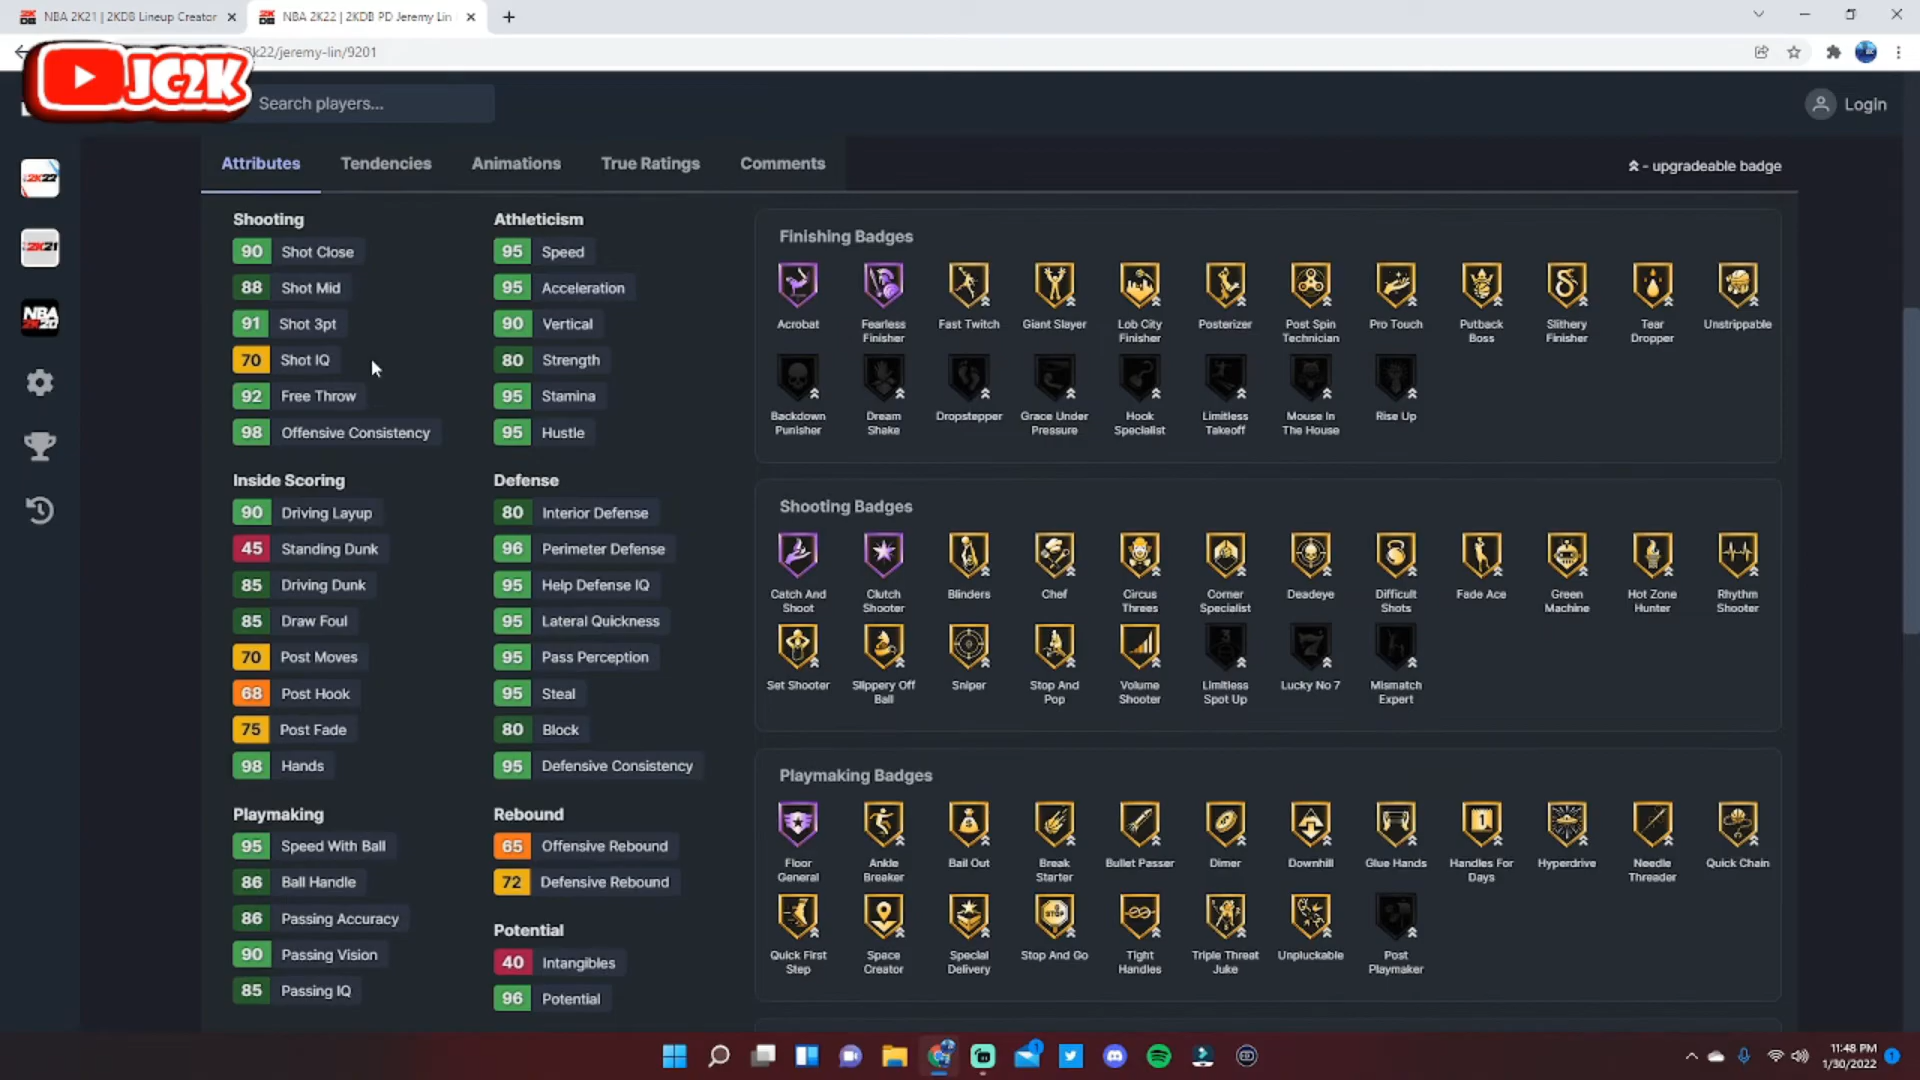 NBA 2K21 | 2KDB Lineup Creator
NBA 2K22 | 2KDB PD Jeremy Lin
k22/jeremy-lin/9201
JC2K
Search players...
Login
Attributes Tendencies Animations True Ratings Comments
- upgradeable badge
2K22
2K21
NBA 2K20
Shooting
90 Shot Close
88 Shot Mid
91 Shot 3pt
70 Shot IQ
92 Free Throw
98 Offensive Consistency
Inside Scoring
90 Driving Layup
45 Standing Dunk
85 Driving Dunk
85 Draw Foul
70 Post Moves
68 Post Hook
75 Post Fade
98 Hands
Playmaking
95 Speed With Ball
86 Ball Handle
86 Passing Accuracy
90 Passing Vision
85 Passing IQ
Athleticism
95 Speed
95 Acceleration
90 Vertical
80 Strength
95 Stamina
95 Hustle
Defense
80 Interior Defense
96 Perimeter Defense
95 Help Defense IQ
95 Lateral Quickness
95 Pass Perception
95 Steal
80 Block
95 Defensive Consistency
Rebound
65 Offensive Rebound
72 Defensive Rebound
Potential
40 Intangibles
96 Potential
Finishing Badges
Acrobat
Fearless
Finisher
Fast Twitch
Giant Slayer
Lob City
Finisher
Posterizer
Post Spin
Technician
Pro Touch
Putback
Boss
Slithery
Finisher
Tear
Dropper
Unstrippable
Backdown
Punisher
Dream
Shake
Dropstepper
Grace Under
Pressure
Hook
Specialist
Limitless
Takeoff
Mouse In
The House
Rise Up
Shooting Badges
Catch And
Shoot
Clutch
Shooter
Blinders
Chef
Circus
Threes
Corner
Specialist
Deadeye
Difficult
Shots
Fade Ace
Green
Machine
Hot Zone
Hunter
Rhythm
Shooter
Set Shooter
Slippery Off
Ball
Sniper
Stop And
Pop
Volume
Shooter
Limitless
Spot Up
Lucky No 7
Mismatch
Expert
Playmaking Badges
Floor
General
Ankle
Breaker
Bail Out
Break
Starter
Bullet Passer
Dimer
Downhill
Glue Hands
Handles For
Days
Hyperdrive
Needle
Threader
Quick Chain
Quick First
Step
Space
Creator
Special
Delivery
Stop And Go
Tight
Handles
Triple Threat
Juke
Unpluckable
Post
Playmaker
11:48 PM
1/30/2022